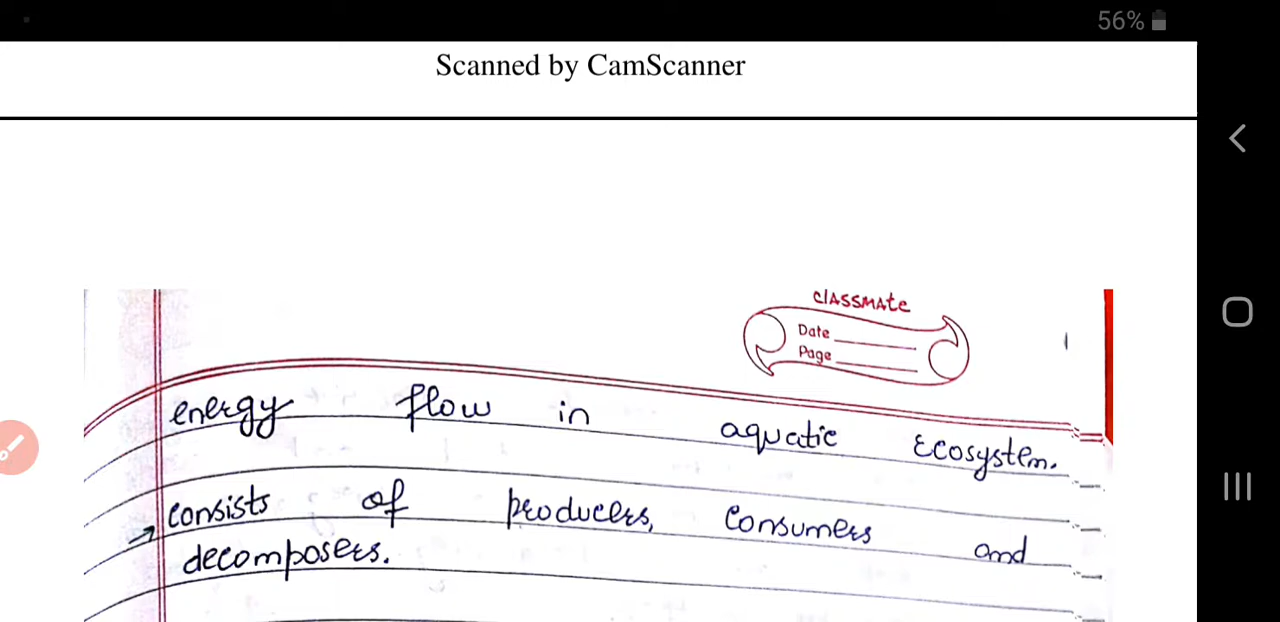 56%
Scanned by CamScanner
classmate
Date
Page
energy flow in aquatic Ecosystem.
consists of producers, consumers and
decomposers.